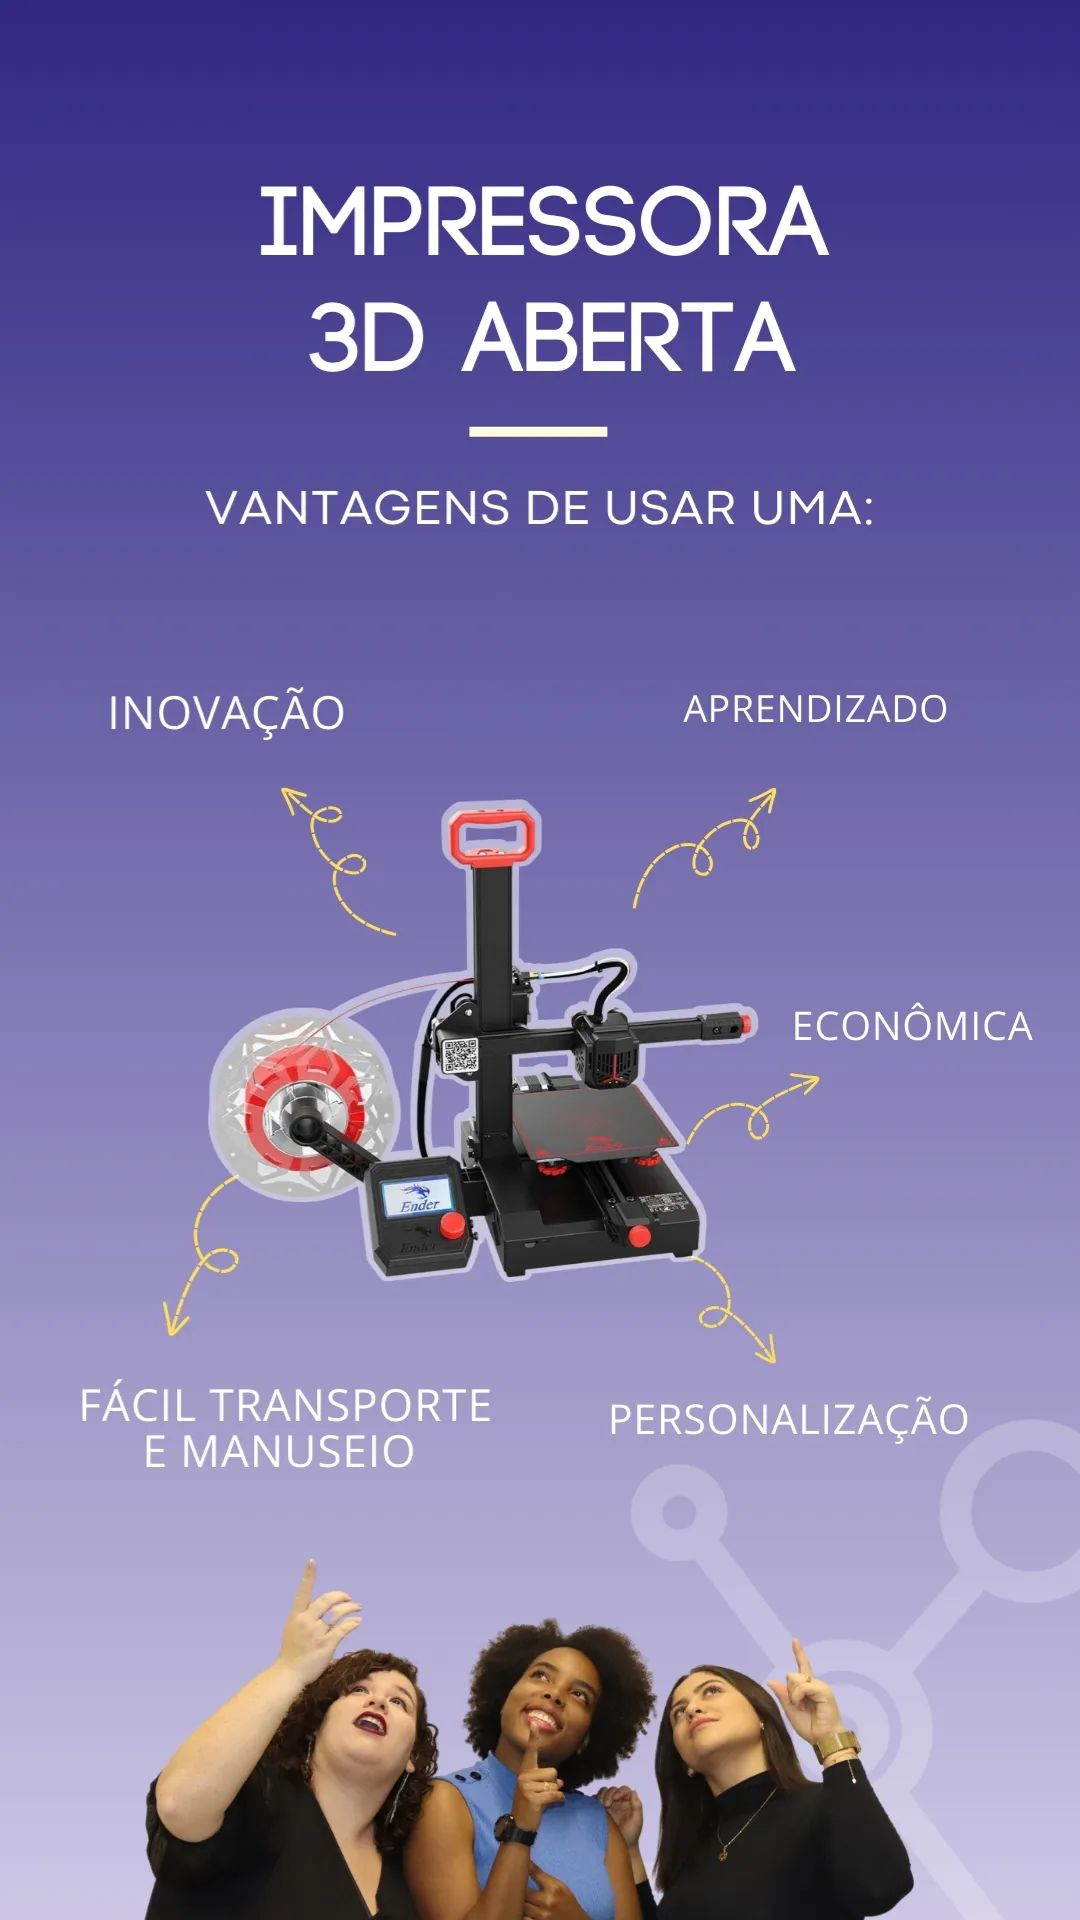 IMPRESSORA
3D ABERTA
VANTAGENS DE USAR UMA:
INOVAÇÃO
APRENDIZADO
ECONÔMICA
Ender
Ender
FÁCIL TRANSPORTE
E MANUSEIO
PERSONALIZAÇÃO